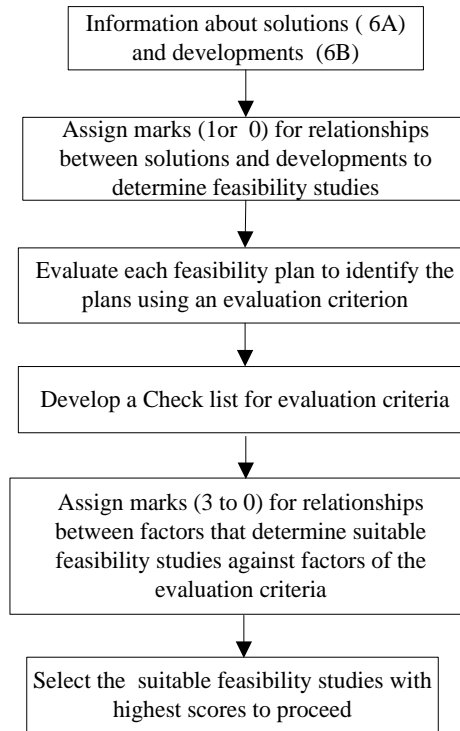 Information about solutions ( 6A)
and developments (6B)
Assign marks (1or 0) for relationships
between solutions and developments to
determine feasibility studies
Evaluate each feasibility plan to identify the
plans using an evaluation criterion
Develop a Check list for evaluation criteria
Assign marks (3 to 0) for relationships
between factors that determine suitable
feasibility studies against factors of the
evaluation criteria
Select the suitable feasibility studies with
highest scores to proceed